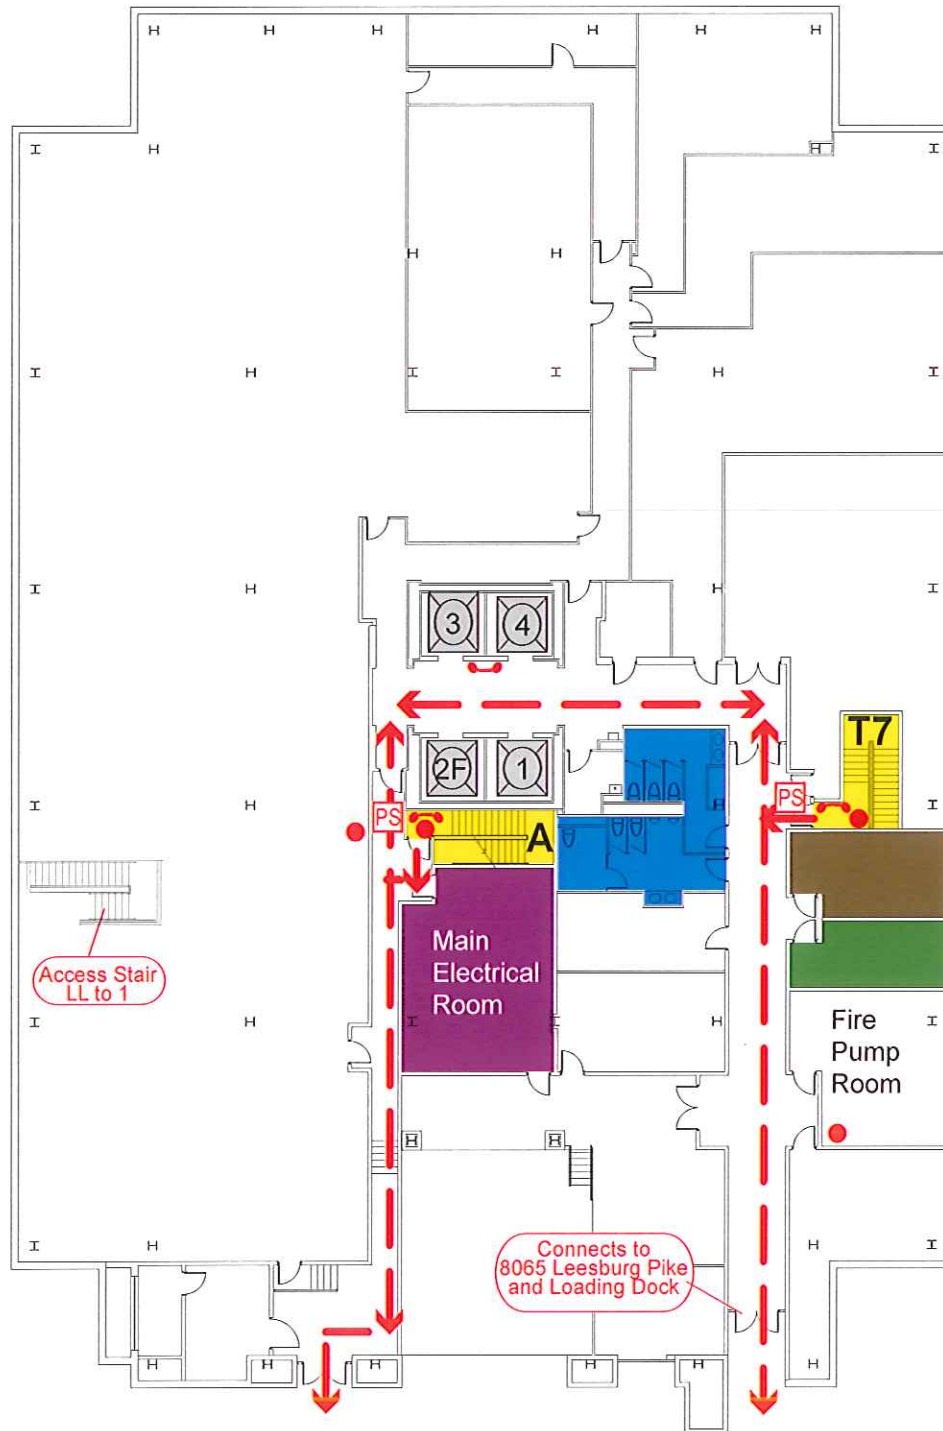 3
4
T7
2F
1
PS
PS
A
Access Stair
LL to 1
Main
Electrical
Room
Fire
Pump
Room
Connects to
8065 Leesburg Pike
and Loading Dock